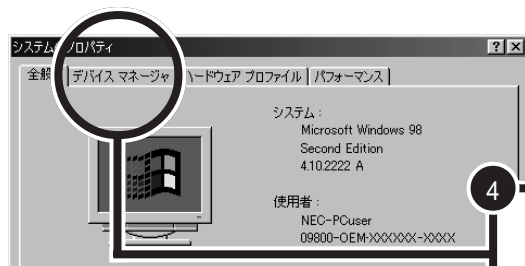 システムのプロパティ
全般 デバイス マネージャ ハードウェア プロファイル パフォーマンス
システム :
Microsoft Windows 98
Second Edition
4.10.2222 A
4
使用者 :
NEC-PCuser
09800-OEM-XXXXXX-XXXX